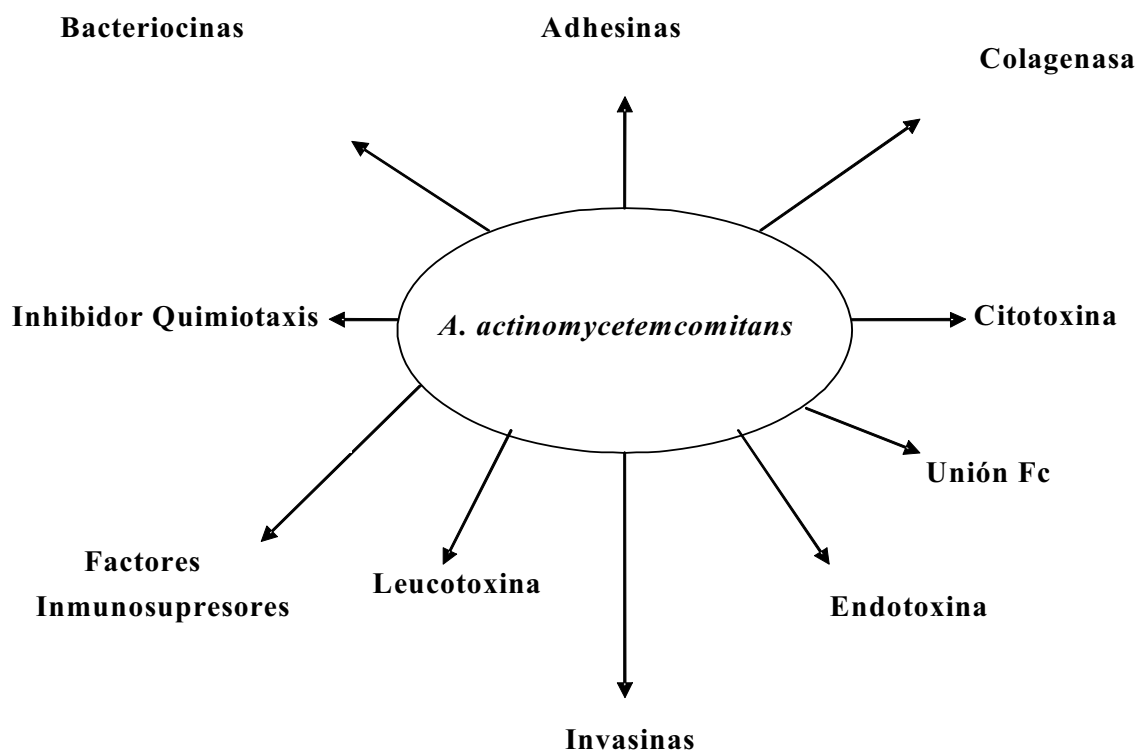 Bacteriocinas
Adhesinas
Colagenasa
Inhibidor Quimiotaxis
A. actinomycetemcomitans
Citotoxina
Unión Fc
Factores
Inmunosupresores
Leucotoxina
Endotoxina
Invasinas